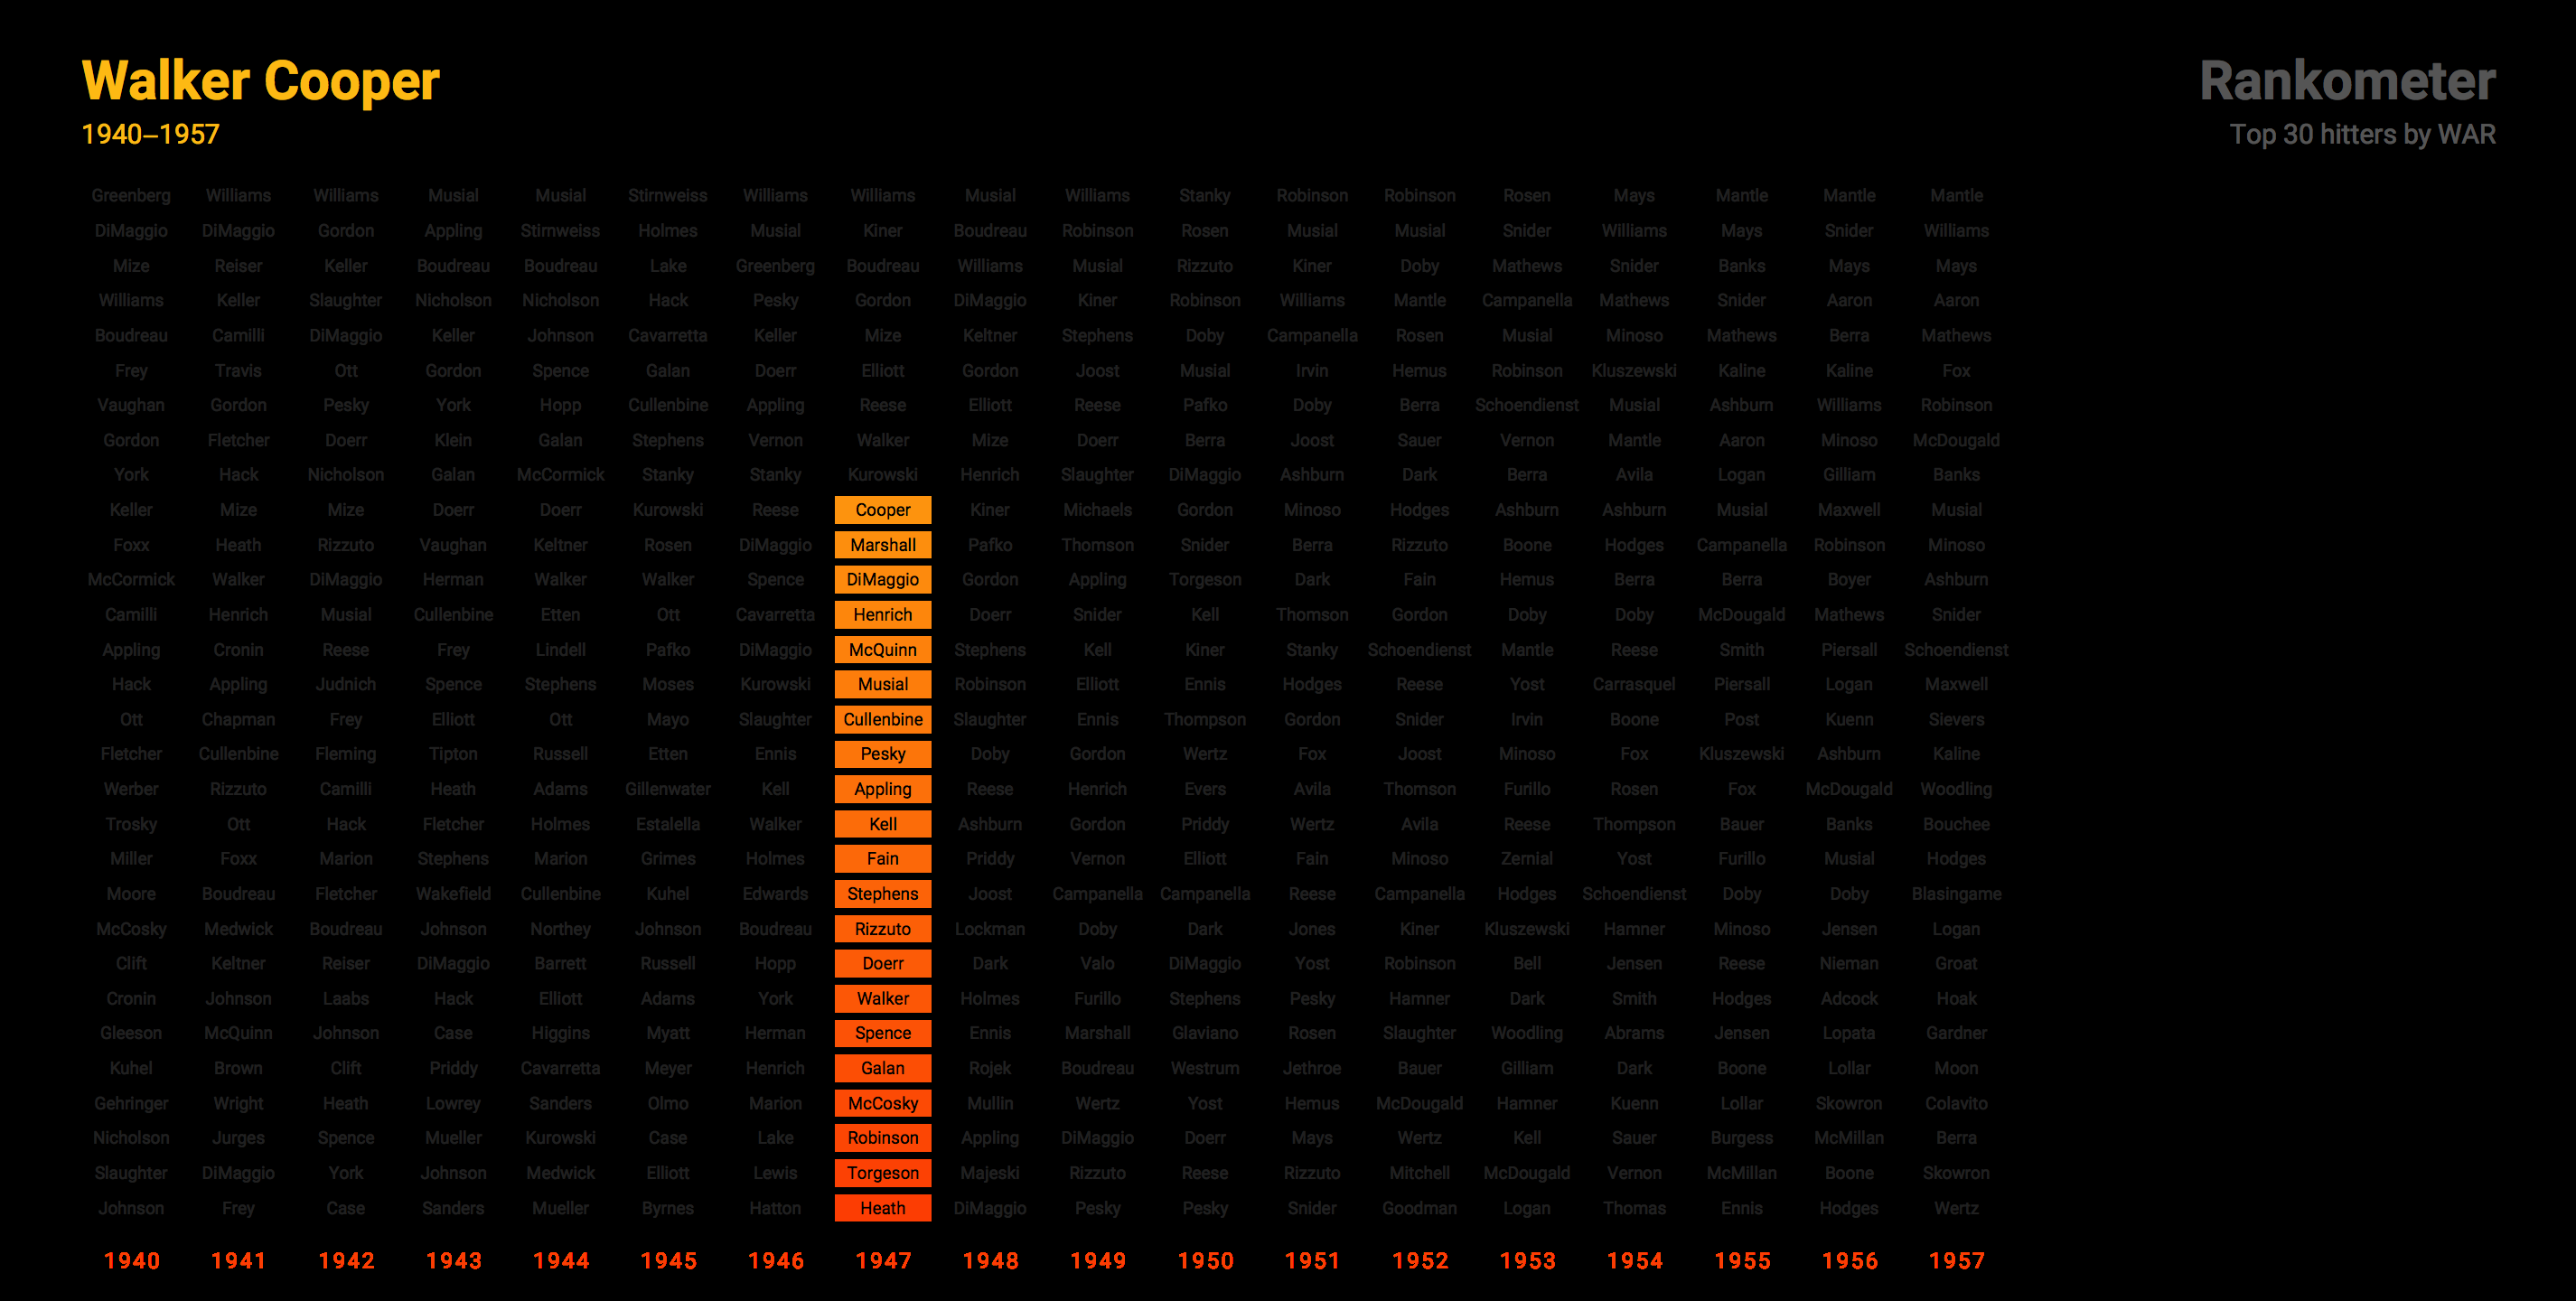 Walker Cooper
1940–1957
Rankometer
Top 30 hitters by WAR
Greenberg Williams Williams Musial Musial Stirnweiss Williams Williams Musial Williams Stanky Robinson Robinson Rosen Mays Mantle Mantle Mantle
DiMaggio DiMaggio Gordon Appling Stirnweiss Holmes Musial Kiner Boudreau Robinson Rosen Musial Musial Snider Williams Mays Snider Williams
Mize Reiser Keller Boudreau Boudreau Lake Greenberg Boudreau Williams Musial Rizzuto Kiner Doby Mathews Snider Banks Mays Mays
Williams Keller Slaughter Nicholson Nicholson Hack Pesky Gordon DiMaggio Kiner Robinson Williams Mantle Campanella Mathews Snider Aaron Aaron
Boudreau Camilli DiMaggio Keller Johnson Cavarretta Keller Mize Keltner Stephens Doby Campanella Rosen Musial Minoso Mathews Berra Mathews
Frey Travis Ott Gordon Spence Galan Doerr Elliott Gordon Joost Musial Irvin Hemus Robinson Kluszewski Kaline Kaline Fox
Vaughan Gordon Pesky York Hopp Cullenbine Appling Reese Elliott Reese Pafko Doby Berra Schoendienst Musial Ashburn Williams Robinson
Gordon Fletcher Doerr Klein Galan Stephens Vernon Walker Mize Doerr Berra Joost Sauer Vernon Mantle Aaron Minoso McDougald
York Hack Nicholson Galan McCormick Stanky Stanky Kurowski Henrich Slaughter DiMaggio Ashburn Dark Berra Avila Logan Gilliam Banks
Keller Mize Mize Doerr Doerr Kurowski Reese Cooper Kiner Michaels Gordon Minoso Hodges Ashburn Ashburn Musial Maxwell Musial
Foxx Heath Rizzuto Vaughan Keltner Rosen DiMaggio Marshall Pafko Thomson Snider Berra Rizzuto Boone Hodges Campanella Robinson Minoso
McCormick Walker DiMaggio Herman Walker Walker Spence DiMaggio Gordon Appling Torgeson Dark Fain Hemus Berra Berra Boyer Ashburn
Camilli Henrich Musial Cullenbine Etten Ott Cavarretta Henrich Doerr Snider Kell Thomson Gordon Doby Doby McDougald Mathews Snider
Appling Cronin Reese Frey Lindell Pafko DiMaggio McQuinn Stephens Kell Kiner Stanky Schoendienst Mantle Reese Smith Piersall Schoendienst
Hack Appling Judnich Spence Stephens Moses Kurowski Musial Robinson Elliott Ennis Hodges Reese Yost Carrasquel Piersall Logan Maxwell
Ott Chapman Frey Elliott Ott Mayo Slaughter Cullenbine Slaughter Ennis Thompson Gordon Snider Irvin Boone Post Kuenn Sievers
Fletcher Cullenbine Fleming Tipton Russell Etten Ennis Pesky Doby Gordon Wertz Fox Joost Minoso Fox Kluszewski Ashburn Kaline
Werber Rizzuto Camilli Heath Adams Gillenwater Kell Appling Reese Henrich Evers Avila Thomson Furillo Rosen Fox McDougald Woodling
Trosky Ott Hack Fletcher Holmes Estalella Walker Kell Ashburn Gordon Priddy Wertz Avila Reese Thompson Bauer Banks Bouchee
Miller Foxx Marion Stephens Marion Grimes Holmes Fain Priddy Vernon Elliott Fain Minoso Zernial Yost Furillo Musial Hodges
Moore Boudreau Fletcher Wakefield Cullenbine Kuhel Edwards Stephens Joost Campanella Campanella Reese Campanella Hodges Schoendienst Doby Doby Blasingame
McCosky Medwick Boudreau Johnson Northey Johnson Boudreau Rizzuto Lockman Doby Dark Jones Kiner Kluszewski Hamner Minoso Jensen Logan
Clift Keltner Reiser DiMaggio Barrett Russell Hopp Doerr Dark Valo DiMaggio Yost Robinson Bell Jensen Reese Nieman Groat
Cronin Johnson Laabs Hack Elliott Adams York Walker Holmes Furillo Stephens Pesky Hamner Dark Smith Hodges Adcock Hoak
Gleeson McQuinn Johnson Case Higgins Myatt Herman Spence Ennis Marshall Glaviano Rosen Slaughter Woodling Abrams Jensen Lopata Gardner
Kuhel Brown Clift Priddy Cavarretta Meyer Henrich Galan Rojek Boudreau Westrum Jethroe Bauer Gilliam Dark Boone Lollar Moon
Gehringer Wright Heath Lowrey Sanders Olmo Marion McCosky Mullin Wertz Yost Hemus McDougald Hamner Kuenn Lollar Skowron Colavito
Nicholson Jurges Spence Mueller Kurowski Case Lake Robinson Appling DiMaggio Doerr Mays Wertz Kell Sauer Burgess McMillan Berra
Slaughter DiMaggio York Johnson Medwick Elliott Lewis Torgeson Majeski Rizzuto Reese Rizzuto Mitchell McDougald Vernon McMillan Boone Skowron
Johnson Frey Case Sanders Mueller Byrnes Hatton Heath DiMaggio Pesky Pesky Snider Goodman Logan Thomas Ennis Hodges Wertz
1940 1941 1942 1943 1944 1945 1946 1947 1948 1949 1950 1951 1952 1953 1954 1955 1956 1957